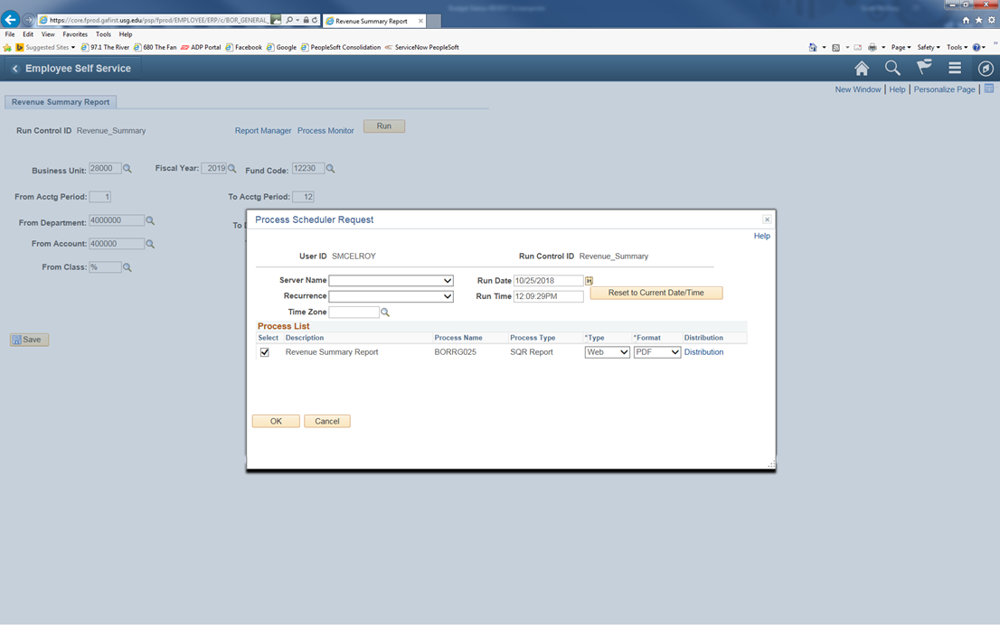 https://core.fprod.gafirst.usg.edu/psp/fprod/EMPLOYEE/ERP/c/BOR_GENERAL_
Revenue Summary Report
File Edit View Favorites Tools Help
Suggested Sites 97.1 The River 680 The Fan ADP Portal Facebook Google PeopleSoft Consolidation ServiceNow PeopleSoft Page Safety Tools
Employee Self Service
New Window | Help | Personalize Page |
Revenue Summary Report
Run Control ID Revenue_Summary Report Manager Process Monitor Run
Business Unit: 28000 Fiscal Year: 2019 Fund Code: 12230
From Acctg Period: 1 To Acctg Period: 12
From Department: 4000000 To D
From Account: 400000
From Class: %
Save
Process Scheduler Request
Help
User ID SMCELROY Run Control ID Revenue_Summary
Server Name Run Date 10/25/2018
Recurrence Run Time 12:09:29PM Reset to Current Date/Time
Time Zone
Process List
Select Description Process Name Process Type *Type *Format Distribution
Revenue Summary Report BORRG025 SQR Report Web PDF Distribution
OK Cancel